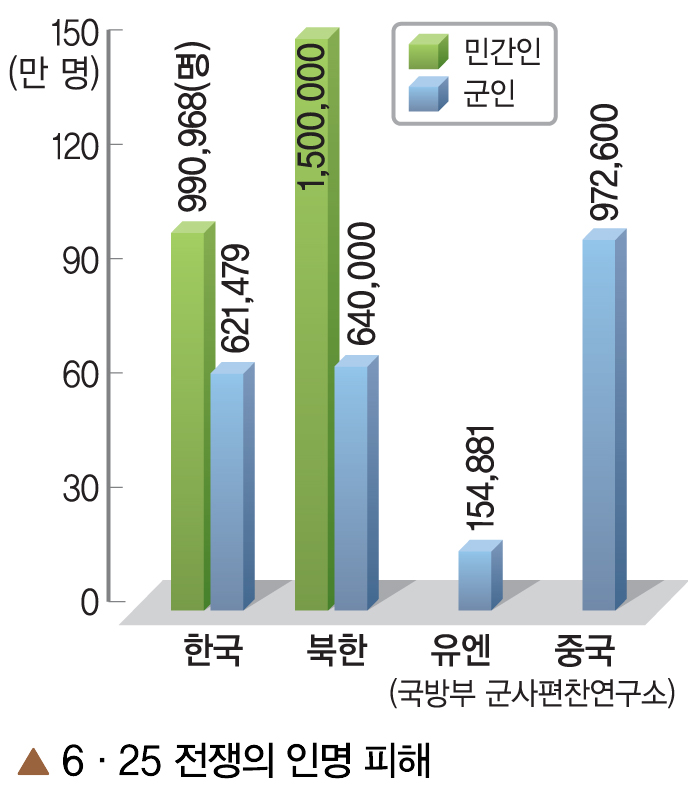 150
(만 명)
120
90
60
30
0
민간인
군인
990,968(명)
621,479
1,500,000
640,000
154,881
972,600
한국
북한
유엔
중국
(국방부 군사편찬연구소)
▲ 6 · 25 전쟁의 인명 피해